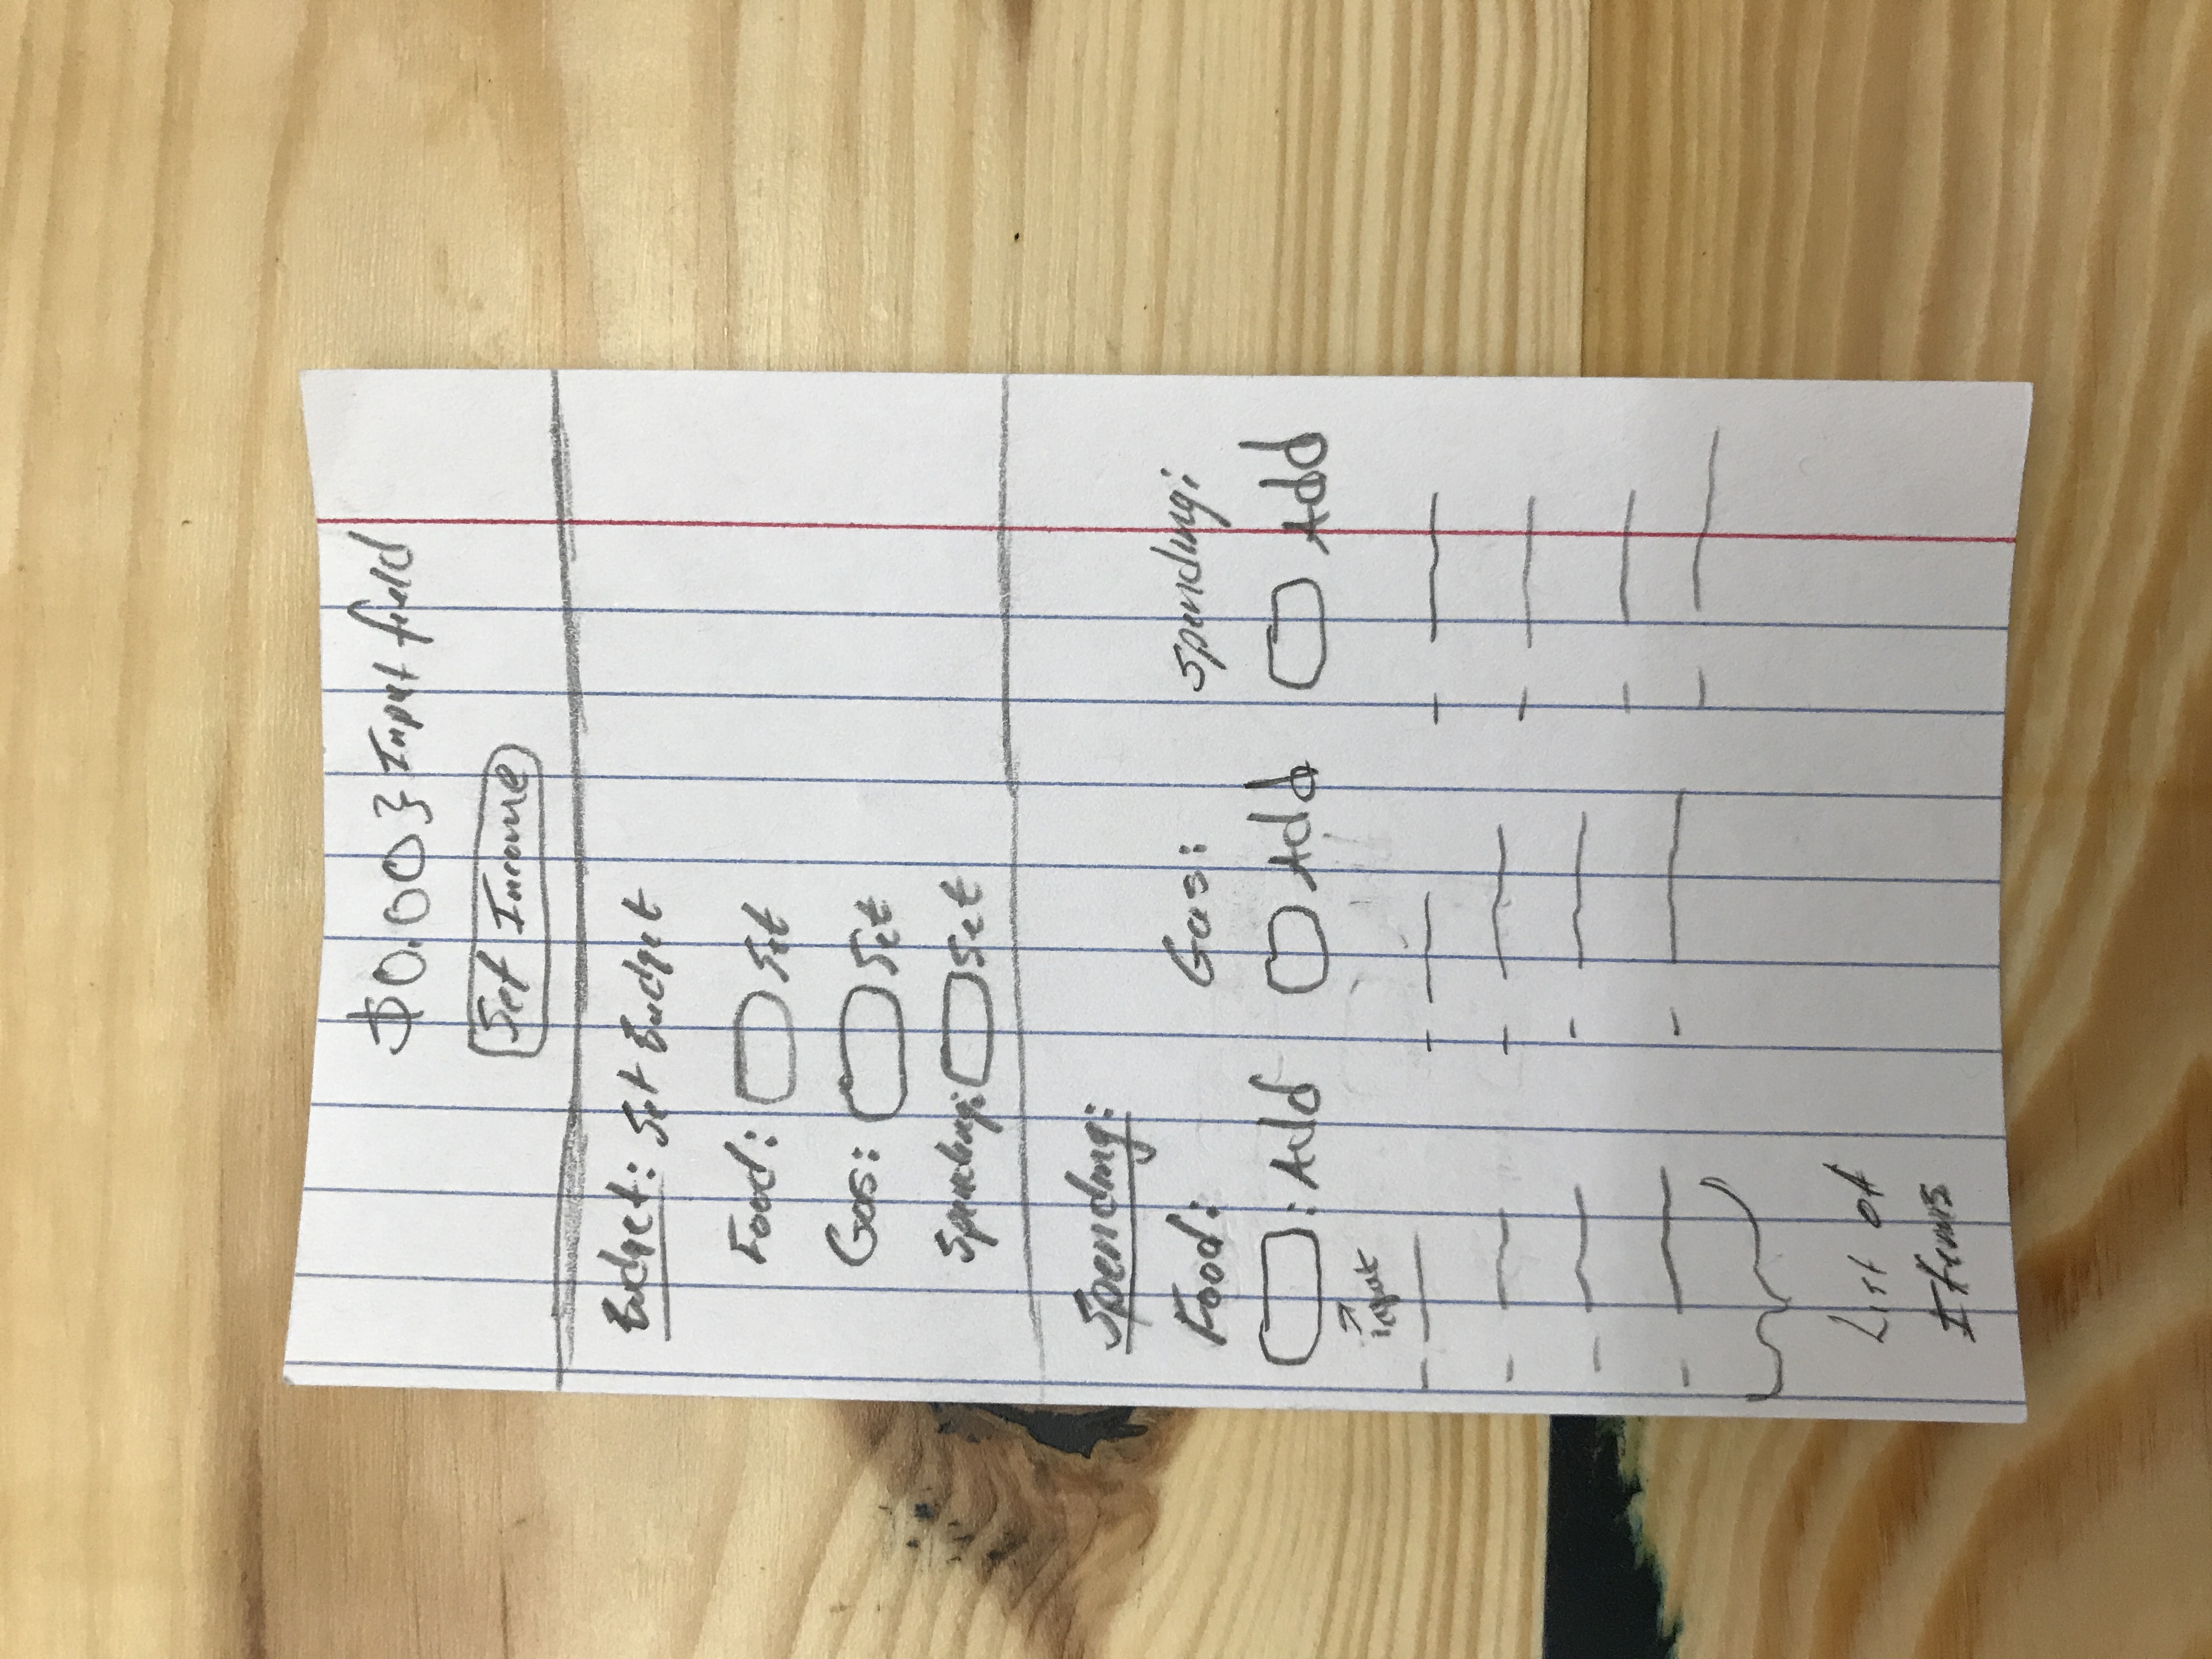 $0.00 } Input field
Set Income
Budget: Set Budget
Food: Set
Gas: Set
Spending: Set
Spending:
Food: Gas: Spending:
: Add Add Add
input
List of
Items